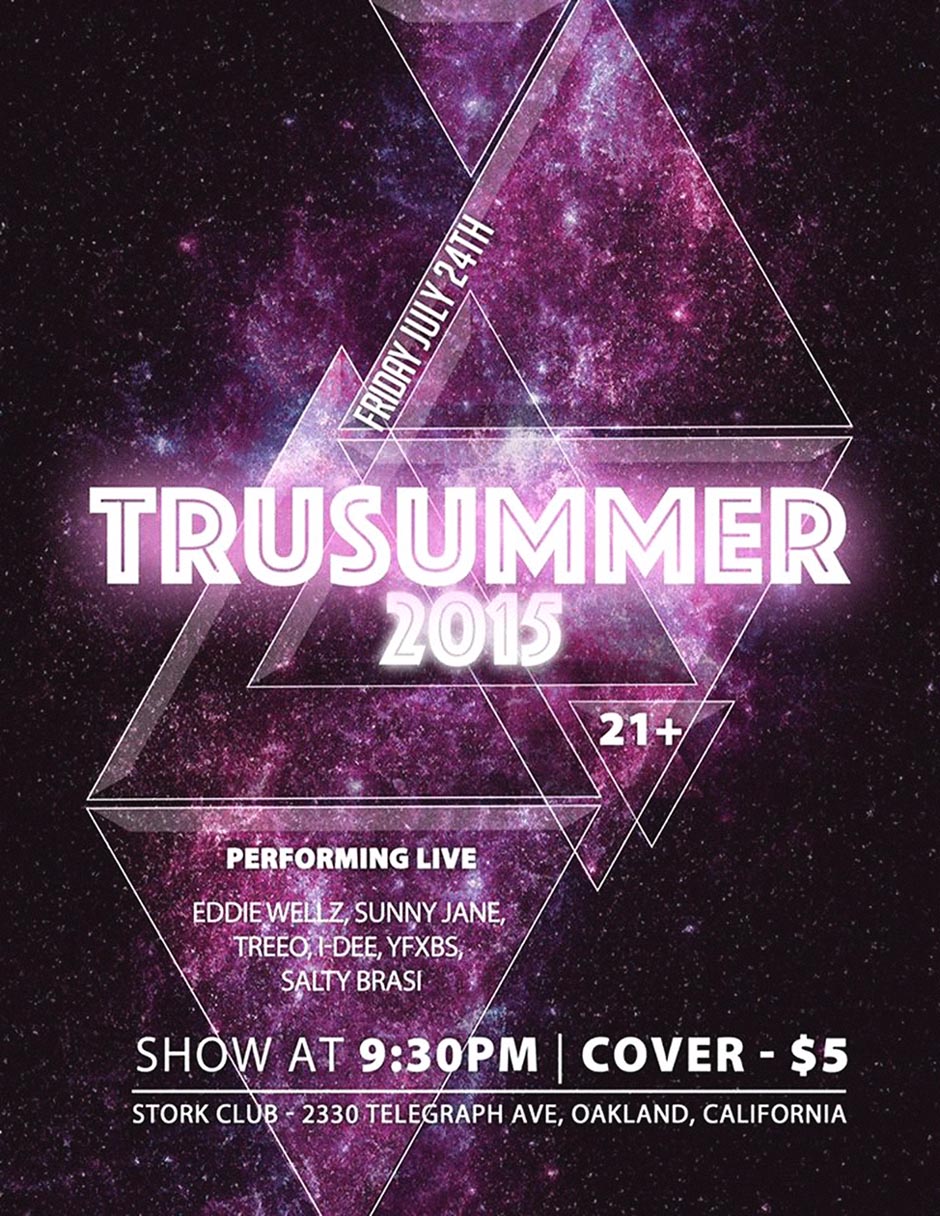 FRIDAY JULY 24TH
TRUSUMMER
2015
21+
PERFORMING LIVE
EDDIE WELLZ, SUNNY JANE,
TREEO, I-DEE, YFXBS,
SALTY BRASI
SHOW AT 9:30PM | COVER - $5
STORK CLUB - 2330 TELEGRAPH AVE, OAKLAND, CALIFORNIA